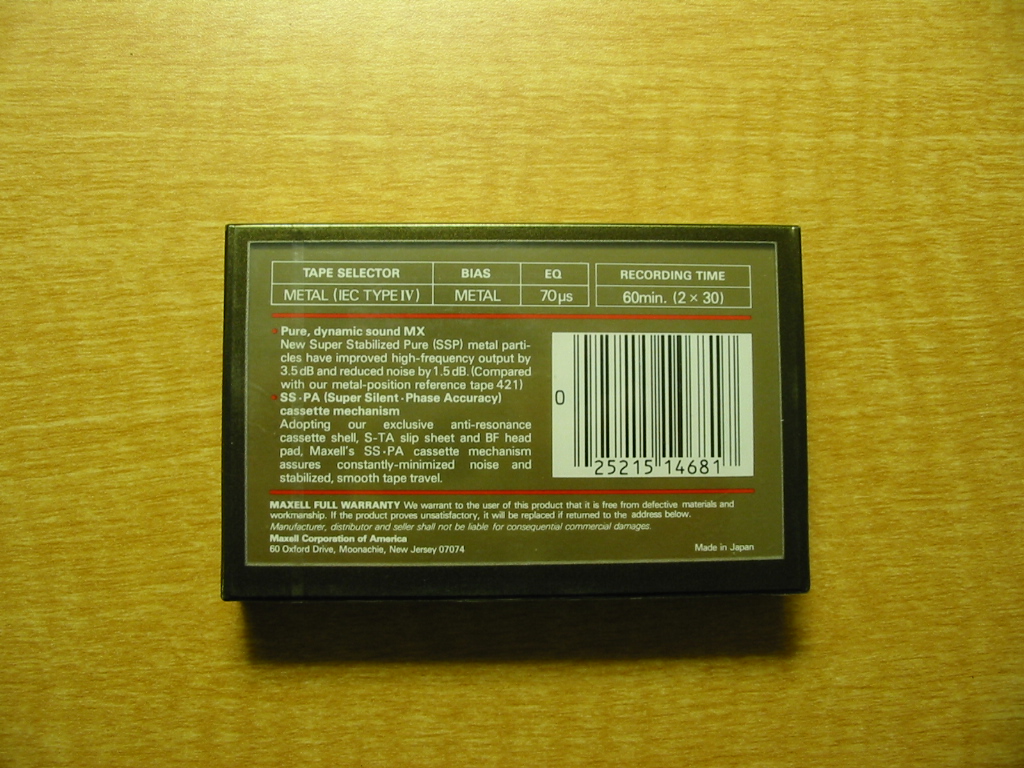 TAPE SELECTOR BIAS EQ RECORDING TIME
METAL (IEC TYPE IV) METAL 70μs 60min. (2 × 30)
Pure, dynamic sound MX
New Super Stabilized Pure (SSP) metal parti-
cles have improved high-frequency output by
3.5dB and reduced noise by 1.5dB. (Compared
with our metal-position reference tape 421)
SS·PA (Super Silent·Phase Accuracy)
cassette mechanism
Adopting our exclusive anti-resonance
cassette shell, S-TA slip sheet and BF head
pad, Maxell's SS·PA cassette mechanism
assures constantly-minimized noise and
stabilized, smooth tape travel.
0 25215 14681
MAXELL FULL WARRANTY We warrant to the user of this product that it is free from defective materials and
workmanship. If the product proves unsatisfactory, it will be replaced if returned to the address below.
Manufacturer, distributor and seller shall not be liable for consequential commercial damages.
Maxell Corporation of America
60 Oxford Drive, Moonachie, New Jersey 07074 Made in Japan